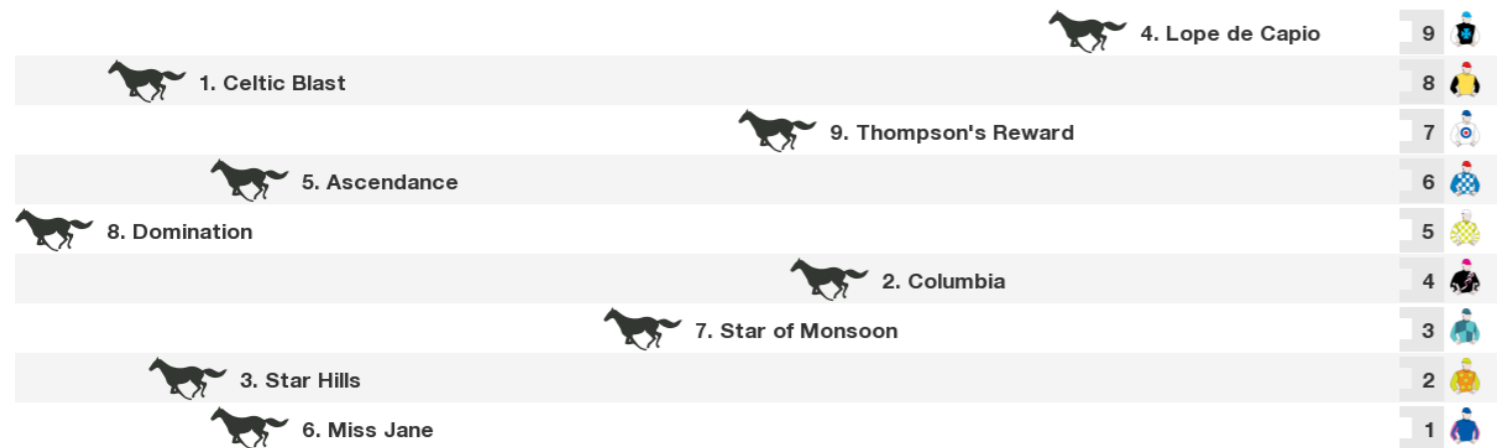 4. Lope de Capio 9
1. Celtic Blast 8
9. Thompson's Reward 7
5. Ascendance 6
8. Domination 5
2. Columbia 4
7. Star of Monsoon 3
3. Star Hills 2
6. Miss Jane 1